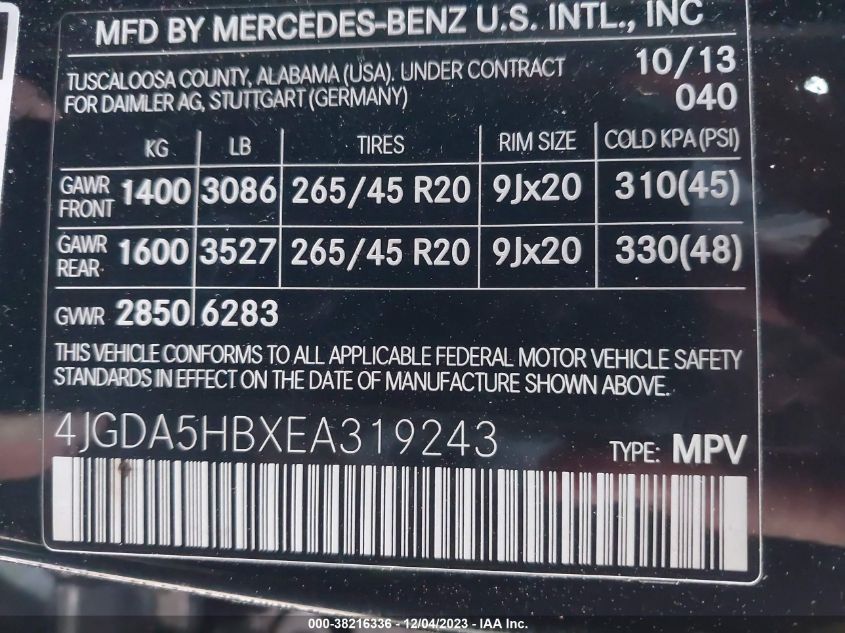 MFD BY MERCEDES-BENZ U.S. INTL., INC
TUSCALOOSA COUNTY, ALABAMA (USA). UNDER CONTRACT 10/13
FOR DAIMLER AG, STUTTGART (GERMANY) 040
KG LB TIRES RIM SIZE COLD KPA (PSI)
GAWR FRONT 1400 3086 265/45 R20 9Jx20 310(45)
GAWR REAR 1600 3527 265/45 R20 9Jx20 330(48)
GVWR 2850 6283
THIS VEHICLE CONFORMS TO ALL APPLICABLE FEDERAL MOTOR VEHICLE SAFETY
STANDARDS IN EFFECT ON THE DATE OF MANUFACTURE SHOWN ABOVE.
4JGDA5HBXEA319243 TYPE: MPV
000-38216336 - 12/04/2023 - IAA Inc.